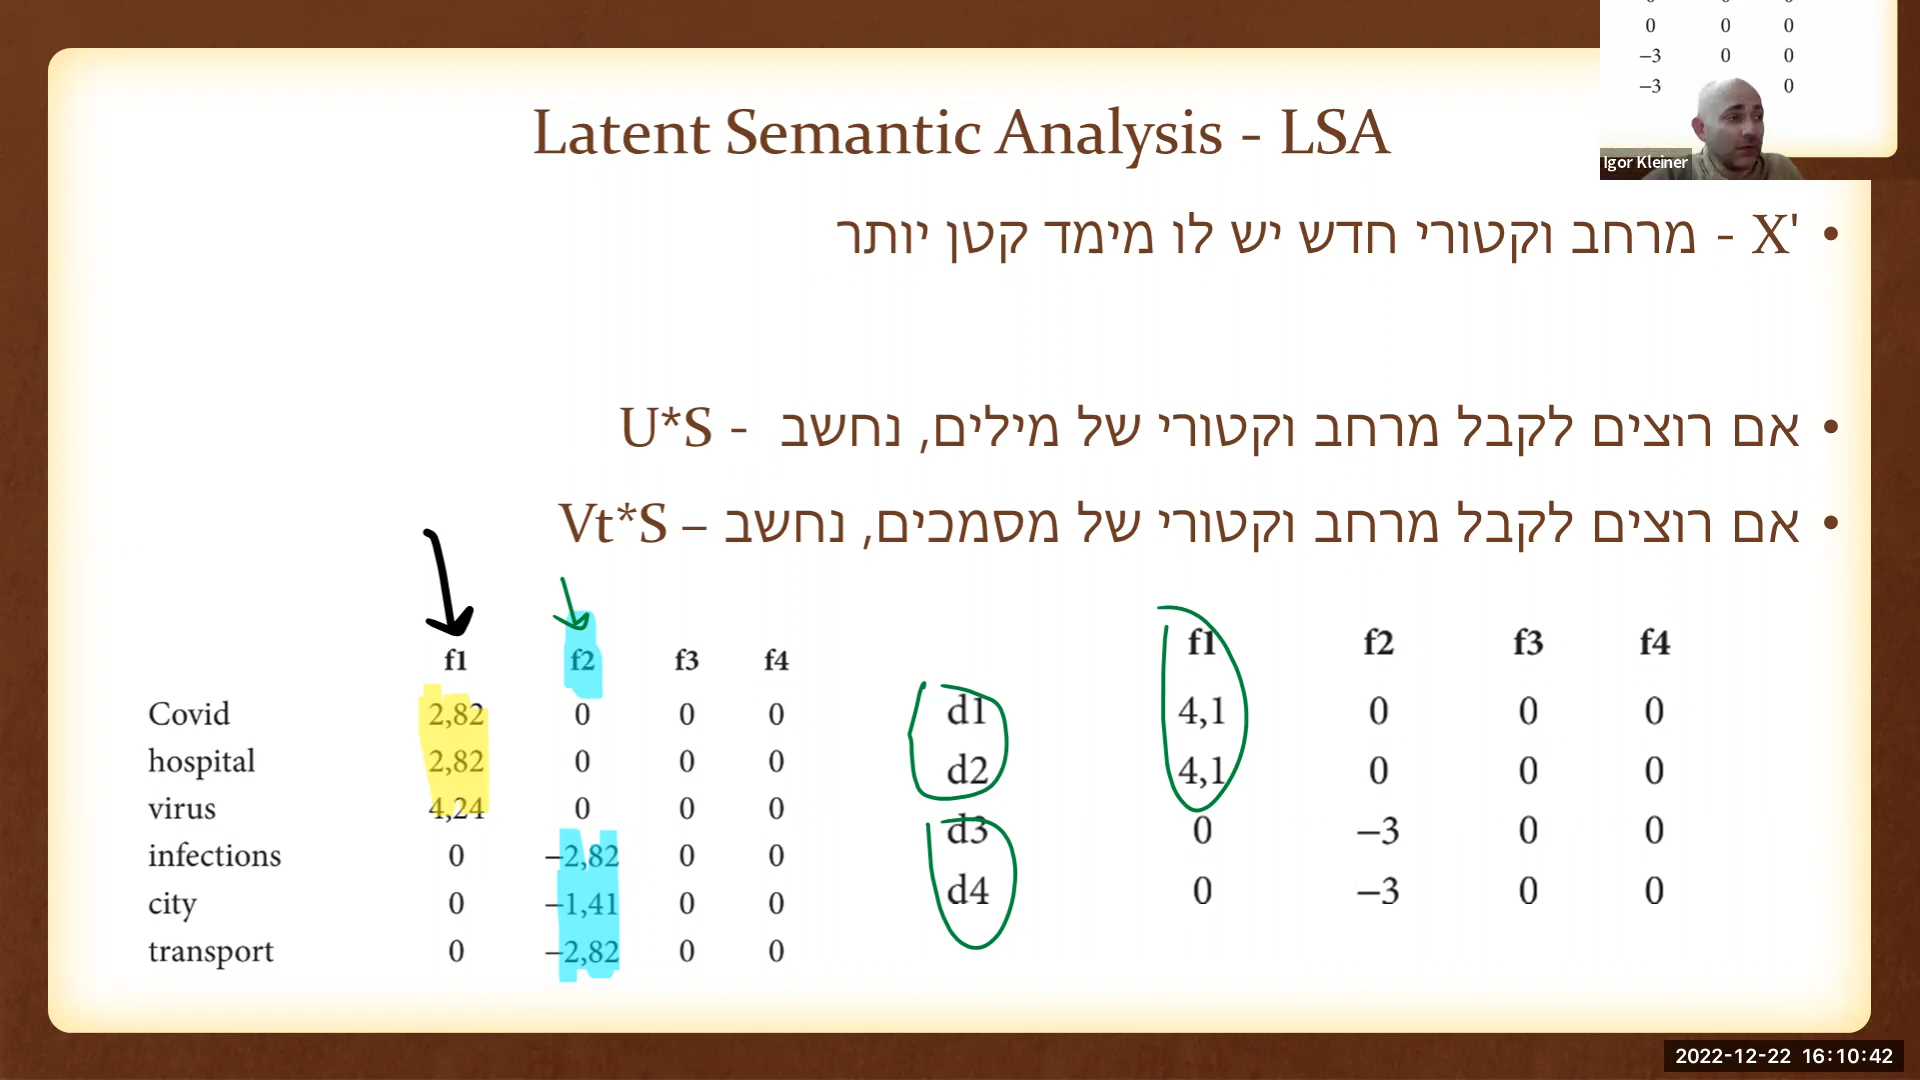 0 0 0
−3 0 0
−3 0
Igor Kleiner
Latent Semantic Analysis - LSA
• X' - מרחב וקטורי חדש יש לו מימד קטן יותר
• אם רוצים לקבל מרחב וקטורי של מילים, נחשב - U*S
• אם רוצים לקבל מרחב וקטורי של מסמכים, נחשב – Vt*S
f1 f2 f3 f4
Covid 2,82 0 0 0
hospital 2,82 0 0 0
virus 4,24 0 0 0
infections 0 −2,82 0 0
city 0 −1,41 0 0
transport 0 −2,82 0 0
f1 f2 f3 f4
d1 4,1 0 0 0
d2 4,1 0 0 0
d3 0 −3 0 0
d4 0 −3 0 0
2022-12-22 16:10:42